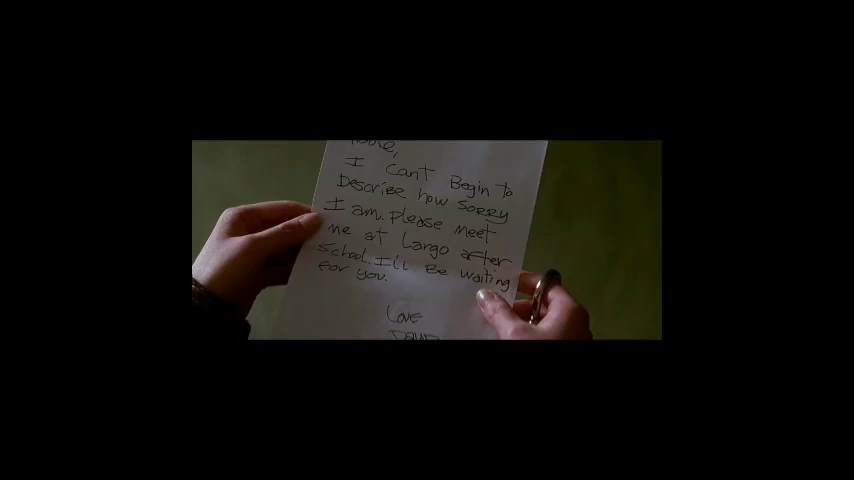 I can't Begin to
Describe how sorry
I am. please meet
me at Largo after
School. I'll Be waiting
for you.
Love